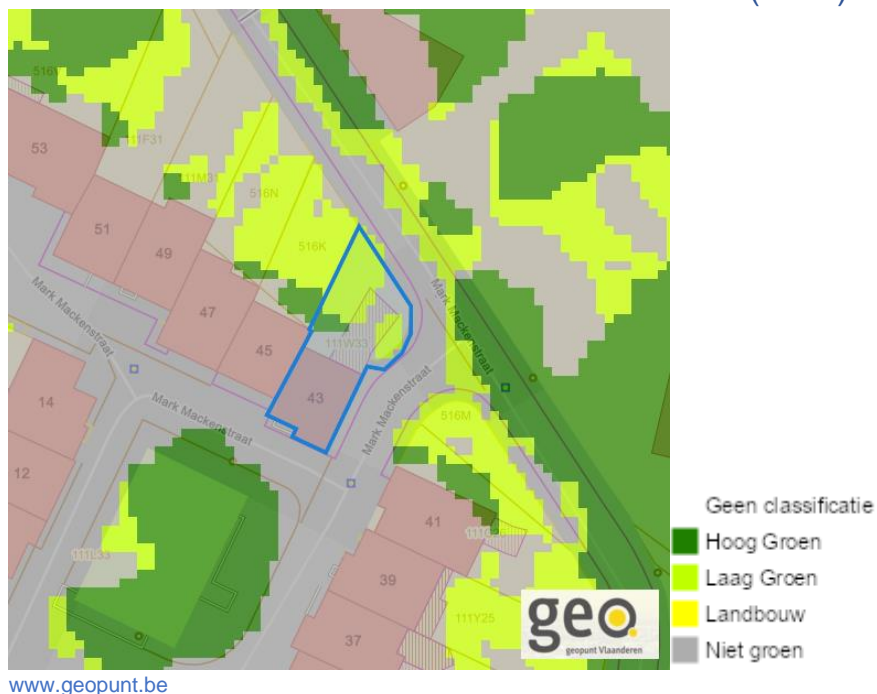 516N
516K
111F31
111M31
53
51
49
47
45
43
111W33
Mark Mackenstraat
Mark Mackenstraat
Mark Mackenstraat
Mark Mackenstraat
14
12
516M
41
39
37
111L33
111Y25
geo
geopunt Vlaanderen
Geen classificatie
Hoog Groen
Laag Groen
Landbouw
Niet groen
www.geopunt.be